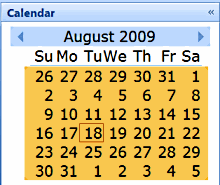 Calendar «
August 2009
Su Mo Tu We Th Fr Sa
26 27 28 29 30 31 1
2 3 4 5 6 7 8
9 10 11 12 13 14 15
16 17 18 19 20 21 22
23 24 25 26 27 28 29
30 31 1 2 3 4 5